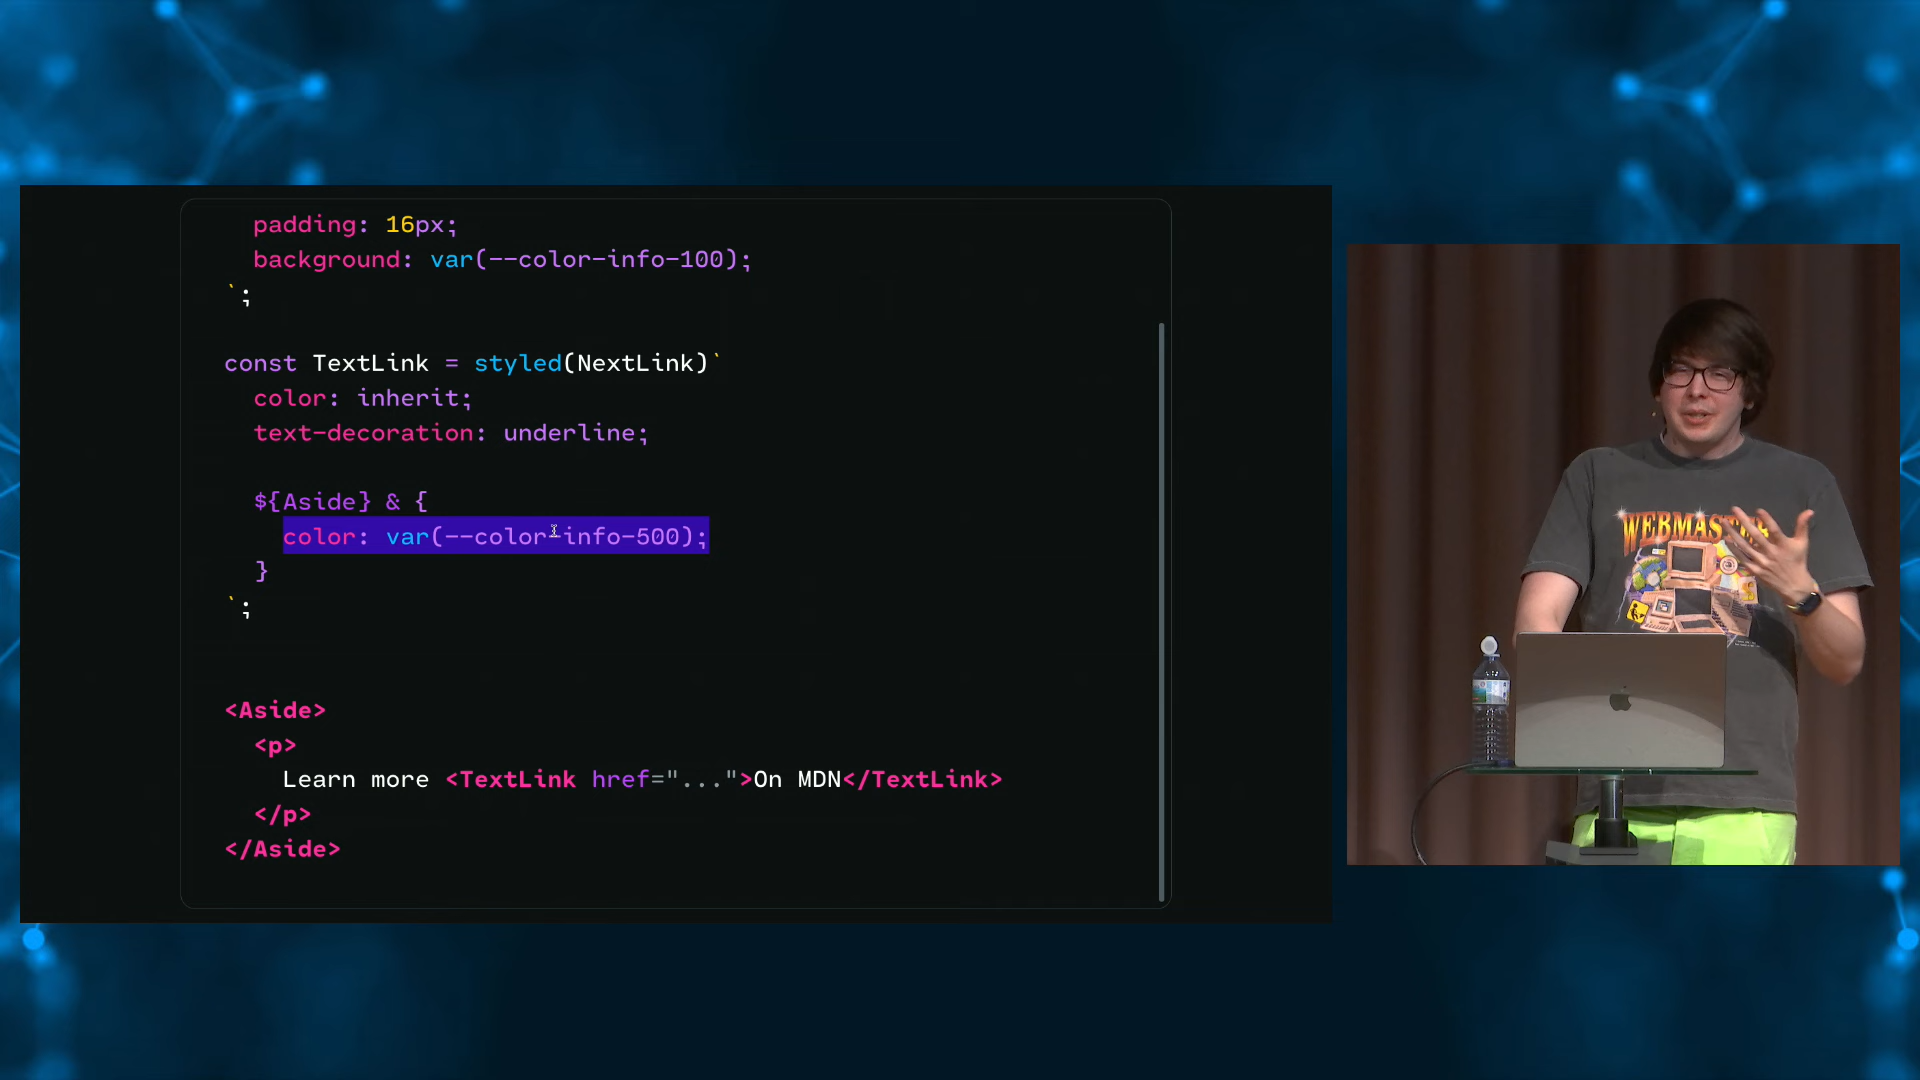 padding: 16px;
background: var(--color-info-100);
`;
const TextLink = styled(NextLink)`
color: inherit;
text-decoration: underline;
${Aside} & {
color: var(--color-info-500);
}
`;
<Aside>
<p>
Learn more <TextLink href="...">On MDN</TextLink>
</p>
</Aside>
WEBMASTER